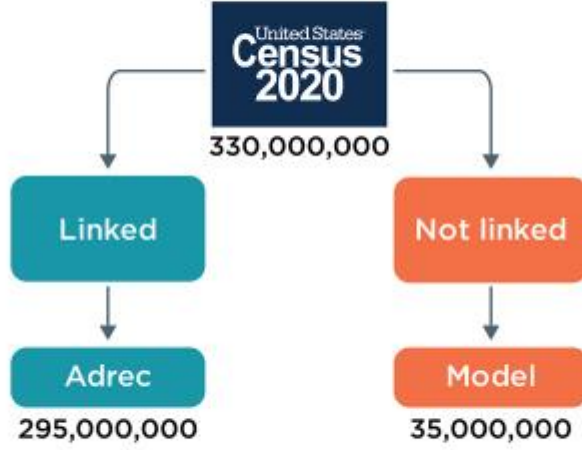 United States
Census
2020
330,000,000
Linked
Not linked
Adrec
Model
295,000,000
35,000,000